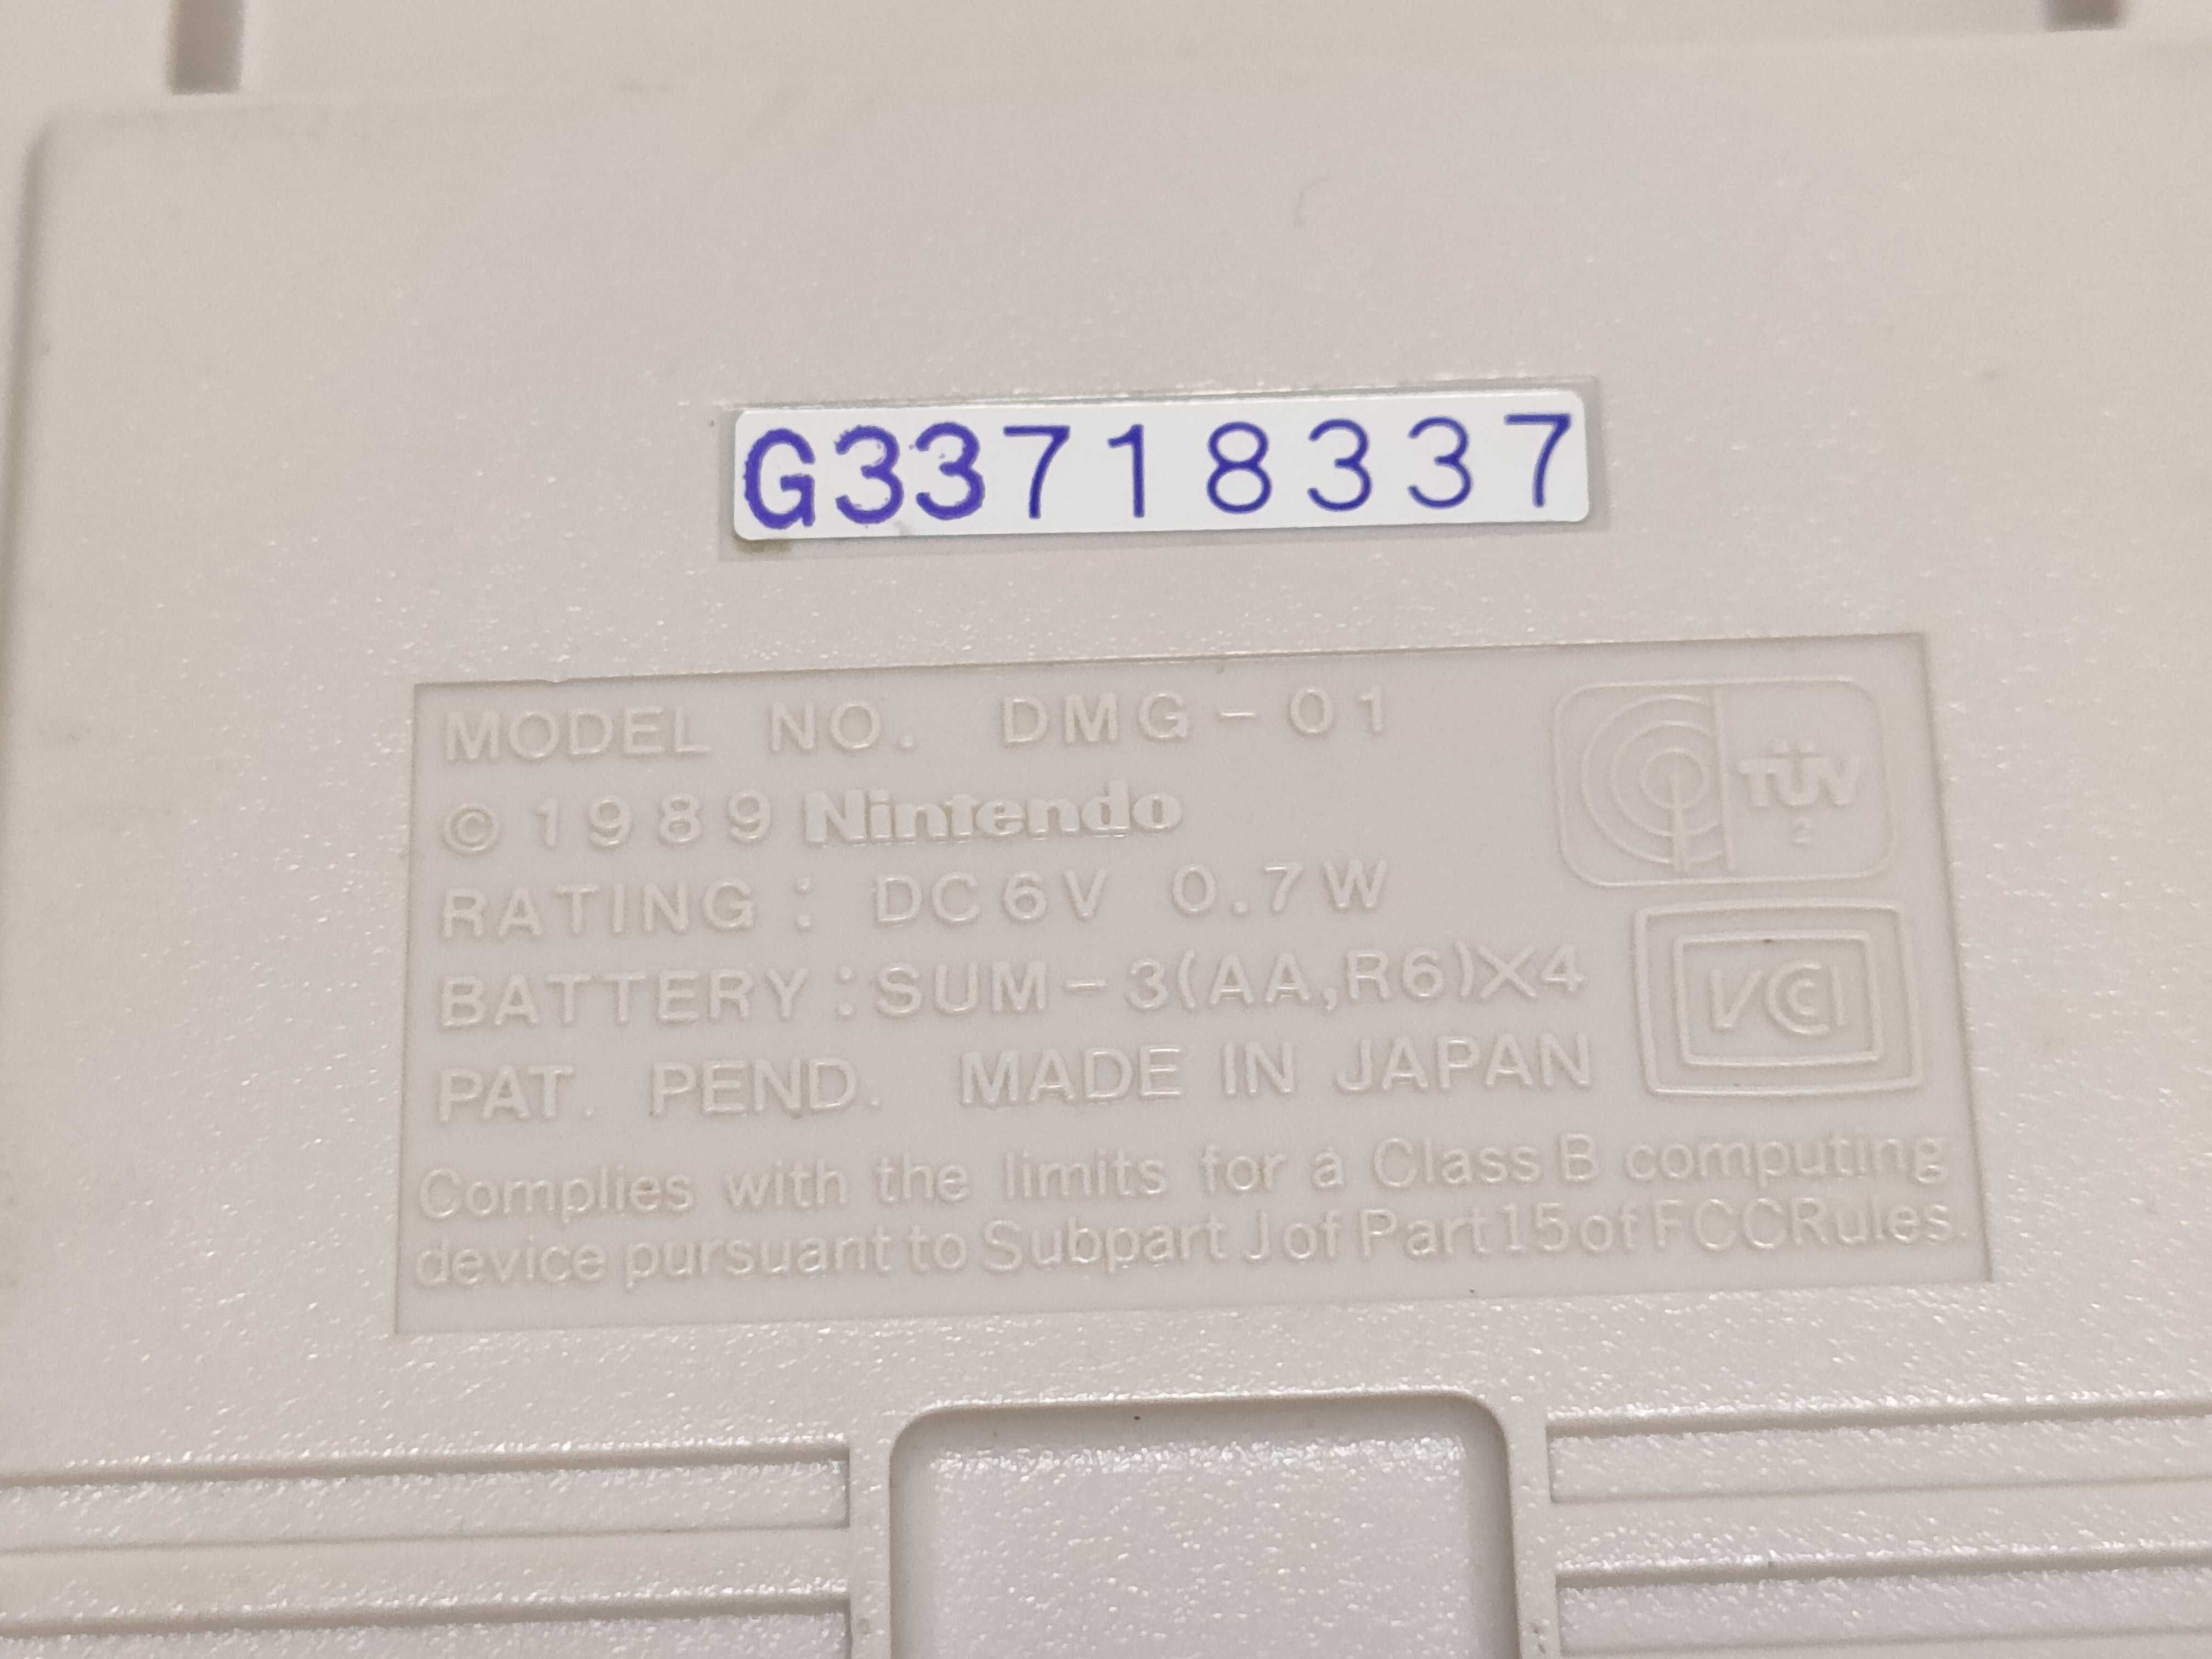 G33718337
MODEL NO. DMG-01
© 1989 Nintendo
RATING: DC6V 0.7W
BATTERY:SUM-3(AA,R6)X4
PAT. PEND. MADE IN JAPAN
Complies with the limits for a Class B computing
device pursuant to Subpart J of Part 15 of FCC Rules.
TÜV
2
VCI